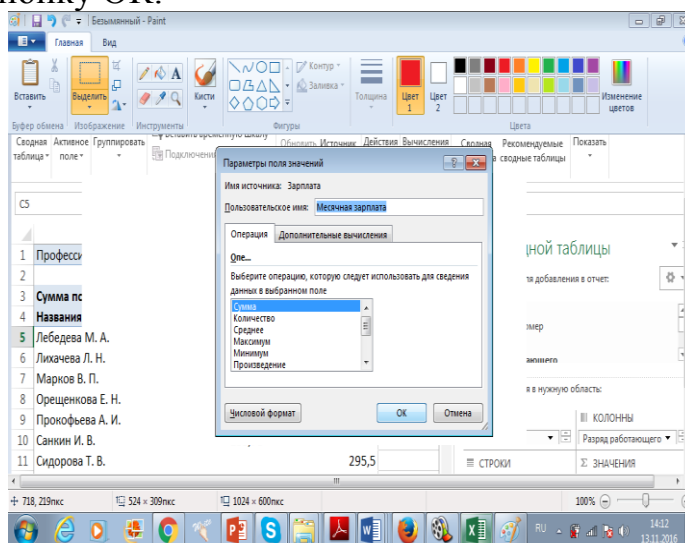 кнопку ОК.
Безымянный - Paint
Главная Вид
Вставить
Выделить
Кисти
Контур
Заливка
Толщина
Цвет 1
Цвет 2
Изменение цветов
Буфер обмена Изображение Инструменты Фигуры Цвета
Сводная таблица
Активное поле
Группировать
Подключени
Обновить Источник
Действия
Вычисления
Сводная
Рекомендуемые
сводные таблицы
Показать
Параметры поля значений
Имя источника: Зарплата
Пользовательское имя: Месячная зарплата
Операция Дополнительные вычисления
Опе...
Выберите операцию, которую следует использовать для сведения
данных в выбранном поле
Сумма
Количество
Среднее
Максимум
Минимум
Произведение
Числовой формат ОК Отмена
C5
1 Професси
2
3 Сумма по
4 Названия
5 Лебедева М. А.
6 Лихачева Л. Н.
7 Марков В. П.
8 Орещенкова Е. Н.
9 Прокофьева А. И.
10 Санкин И. В.
11 Сидорова Т. В. 295,5
ной таблицы
ля добавления в отчет:
омер
ающего
я в нужную область:
КОЛОННЫ
Разряд работающего
СТРОКИ
Σ ЗНАЧЕНИЯ
718, 219пкс 524 × 309пкс 1024 × 600пкс 100%
RU 14:12
13.11.2016